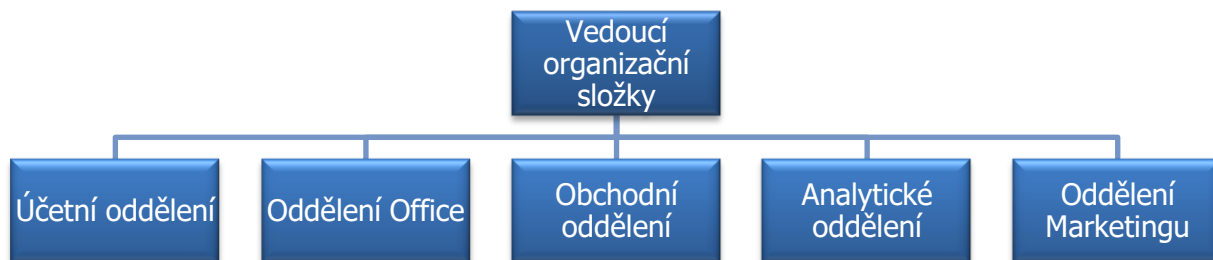 Vedoucí
organizační
složky
Účetní oddělení
Oddělení Office
Obchodní
oddělení
Analytické
oddělení
Oddělení
Marketingu